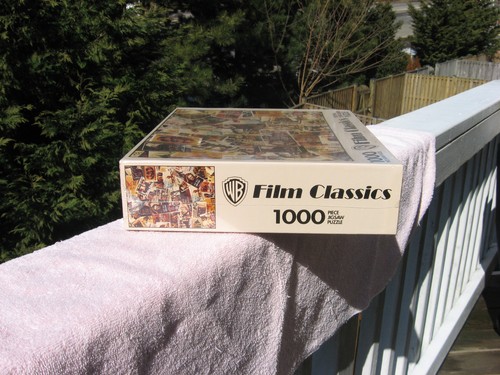 WB Film Classics
1000 PIECE
JIGSAW
PUZZLE